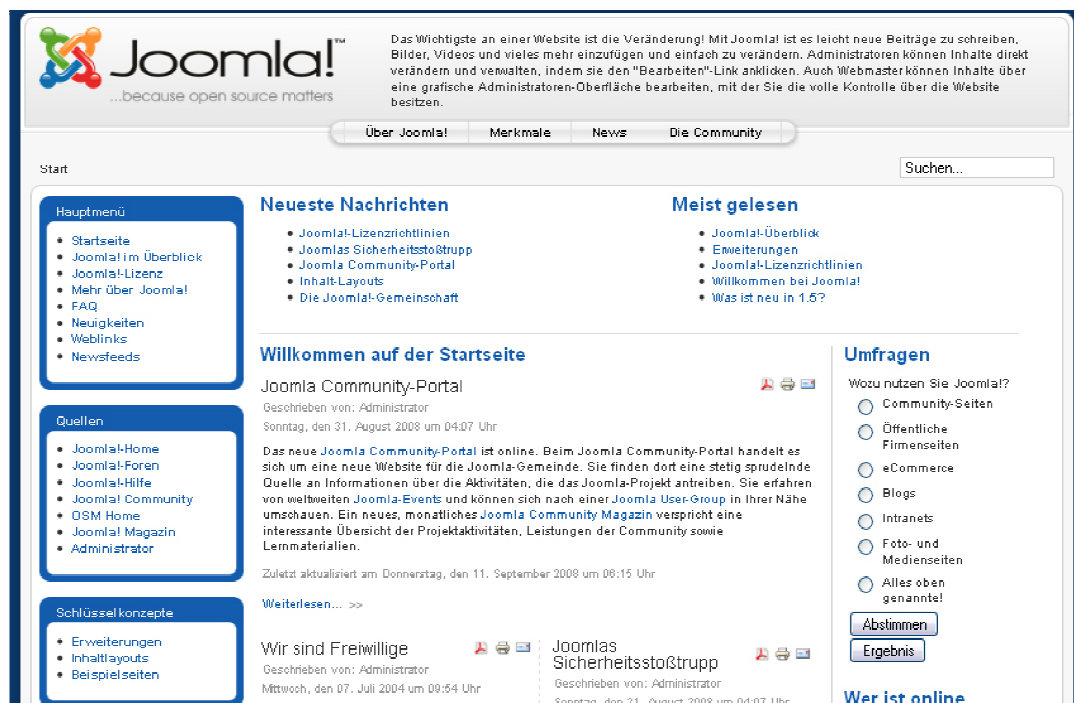 Joomla!™
...because open source matters
Das Wichtigste an einer Website ist die Veränderung! Mit Joomla! ist es leicht neue Beiträge zu schreiben,
Bilder, Videos und vieles mehr einzufügen und einfach zu verändern. Administratoren können Inhalte direkt
verändern und verwalten, indem sie den "Bearbeiten"-Link anklicken. Auch Webmaster können Inhalte über
eine grafische Administratoren-Oberfläche bearbeiten, mit der Sie die volle Kontrolle über die Website
besitzen.
Über Joomla! Merkmale News Die Community
Start
Suchen...
Hauptmenü
Startseite
Joomla! im Überblick
Joomla!-Lizenz
Mehr über Joomla!
FAQ
Neuigkeiten
Weblinks
Newsfeeds
Quellen
Joomla!-Home
Joomla!-Foren
Joomla!-Hilfe
Joomla! Community
OSM Home
Joomla! Magazin
Administrator
Schlüsselkonzepte
Erweiterungen
Inhaltlayouts
Beispielseiten
Neueste Nachrichten
Joomla!-Lizenzrichtlinien
Joomlas Sicherheitsstoßtrupp
Joomla Community-Portal
Inhalt-Layouts
Die Joomla!-Gemeinschaft
Meist gelesen
Joomla!-Überblick
Erweiterungen
Joomla!-Lizenzrichtlinien
Willkommen bei Joomla!
Was ist neu in 1.5?
Willkommen auf der Startseite
Joomla Community-Portal
Geschrieben von: Administrator
Sonntag, den 31. August 2008 um 04:07 Uhr
Das neue Joomla Community-Portal ist online. Beim Joomla Community-Portal handelt es
sich um eine neue Website für die Joomla-Gemeinde. Sie finden dort eine stetig sprudelnde
Quelle an Informationen über die Aktivitäten, die das Joomla-Projekt antreiben. Sie erfahren
von weltweiten Joomla-Events und können sich nach einer Joomla User-Group in Ihrer Nähe
umschauen. Ein neues, monatliches Joomla Community Magazin verspricht eine
interessante Übersicht der Projektaktivitäten, Leistungen der Community sowie
Lernmaterialien.
Zuletzt aktualisiert am Donnerstag, den 11. September 2008 um 06:15 Uhr
Weiterlesen... >>
Wir sind Freiwillige
Geschrieben von: Administrator
Mittwoch, den 07. Juli 2004 um 09:54 Uhr
Joomlas
Sicherheitsstoßtrupp
Geschrieben von: Administrator
Sonntag, den 31. August 2008 um 04:07 Uhr
Umfragen
Wozu nutzen Sie Joomla!?
Community-Seiten
Öffentliche
Firmenseiten
eCommerce
Blogs
Intranets
Foto- und
Medienseiten
Alles oben
genannte!
Abstimmen
Ergebnis
Wer ist online